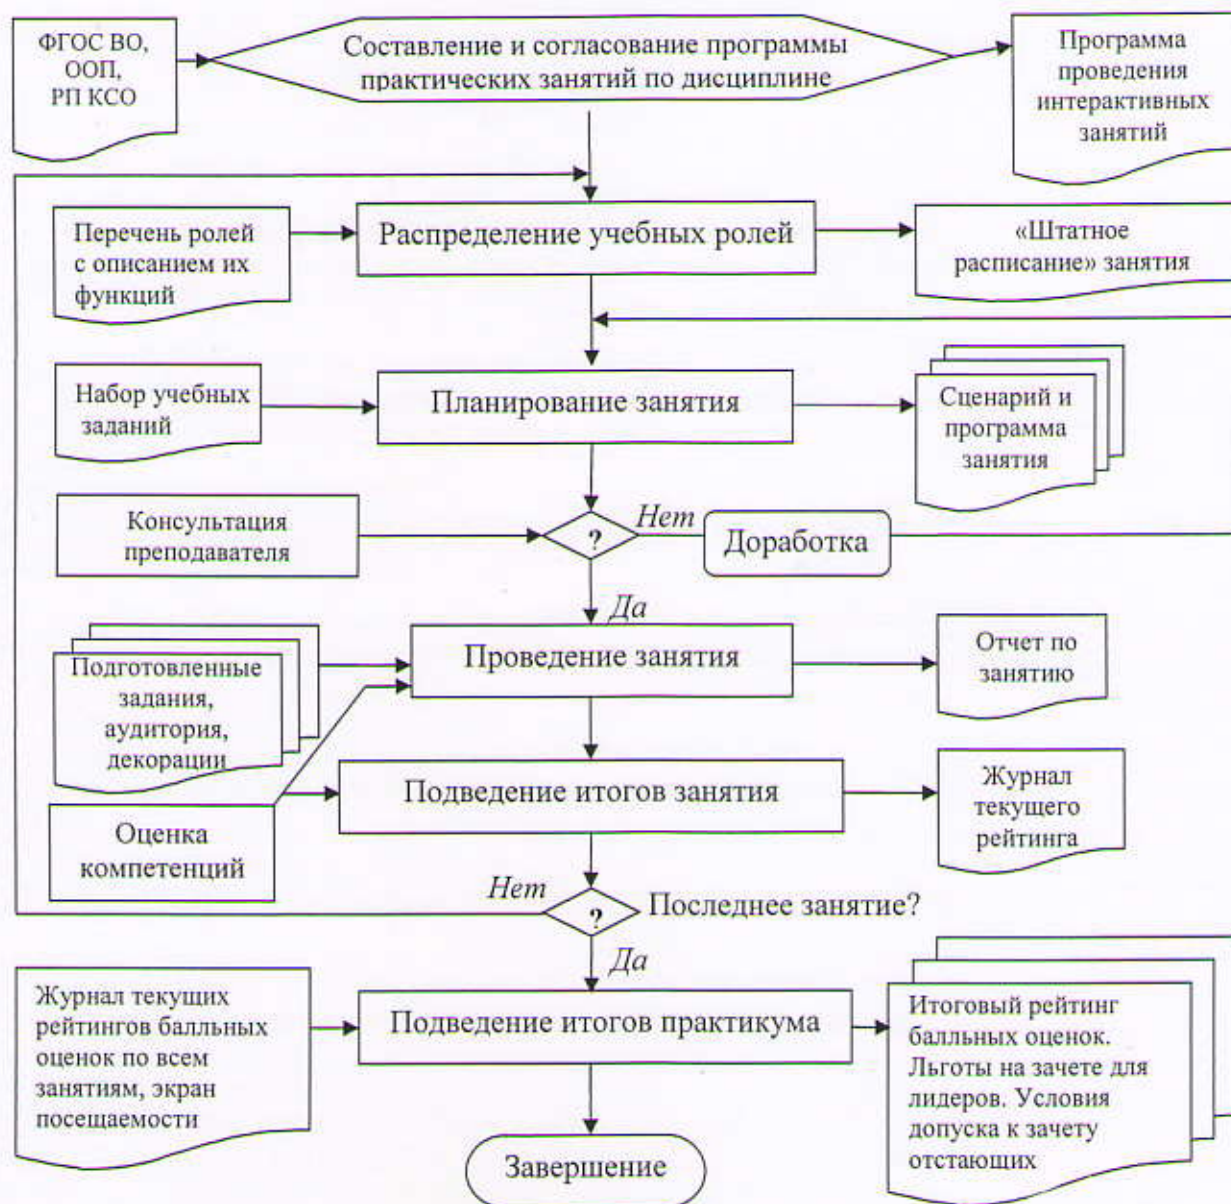 ФГОС ВО,
ООП,
РП КСО
Составление и согласование программы
практических занятий по дисциплине
Программа
проведения
интерактивных
занятий
Перечень ролей
с описанием их
функций
Распределение учебных ролей
«Штатное
расписание» занятия
Набор учебных
заданий
Планирование занятия
Сценарий и
программа
занятия
Консультация
преподавателя
?
Нет
Доработка
Да
Подготовленные
задания,
аудитория,
декорации
Проведение занятия
Отчет по
занятию
Оценка
компетенций
Подведение итогов занятия
Журнал
текущего
рейтинга
Нет
?
Последнее занятие?
Да
Журнал текущих
рейтингов балльных
оценок по всем
занятиям, экран
посещаемости
Подведение итогов практикума
Итоговый рейтинг
балльных оценок.
Льготы на зачете для
лидеров. Условия
допуска к зачету
отстающих
Завершение